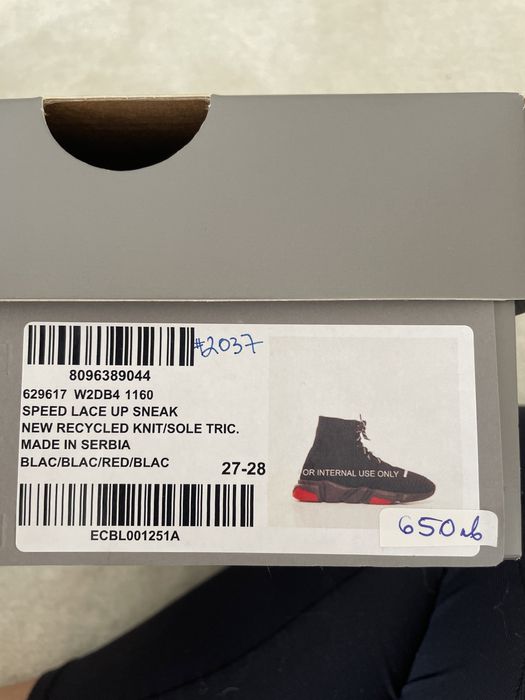 #2037
8096389044
629617 W2DB4 1160
SPEED LACE UP SNEAK
NEW RECYCLED KNIT/SOLE TRIC.
MADE IN SERBIA
BLAC/BLAC/RED/BLAC
27-28
OR INTERNAL USE ONLY
ECBL001251A
650лв